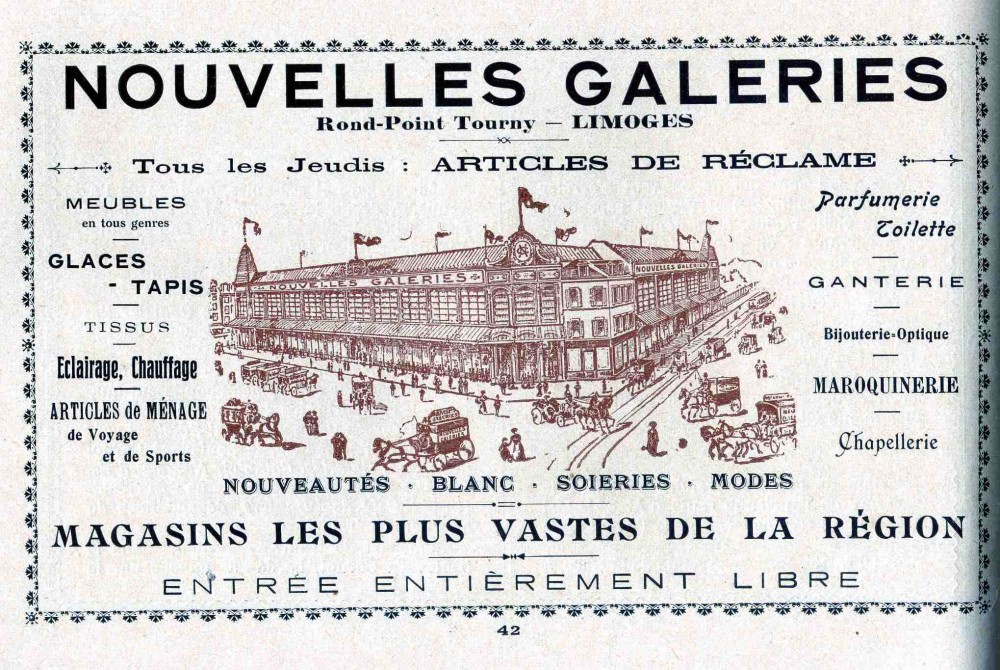 NOUVELLES GALERIES
Rond-Point Tourny — LIMOGES
Tous les Jeudis : ARTICLES DE RÉCLAME
MEUBLES
en tous genres
GLACES
- TAPIS
TISSUS
Eclairage, Chauffage
ARTICLES de MÉNAGE
de Voyage
et de Sports
NOUVELLES GALERIES
NOUVELLES GALERIES
Parfumerie
Toilette
GANTERIE
Bijouterie-Optique
MAROQUINERIE
Chapellerie
NOUVEAUTÉS · BLANC · SOIERIES · MODES
MAGASINS LES PLUS VASTES DE LA RÉGION
ENTRÉE ENTIÈREMENT LIBRE
42